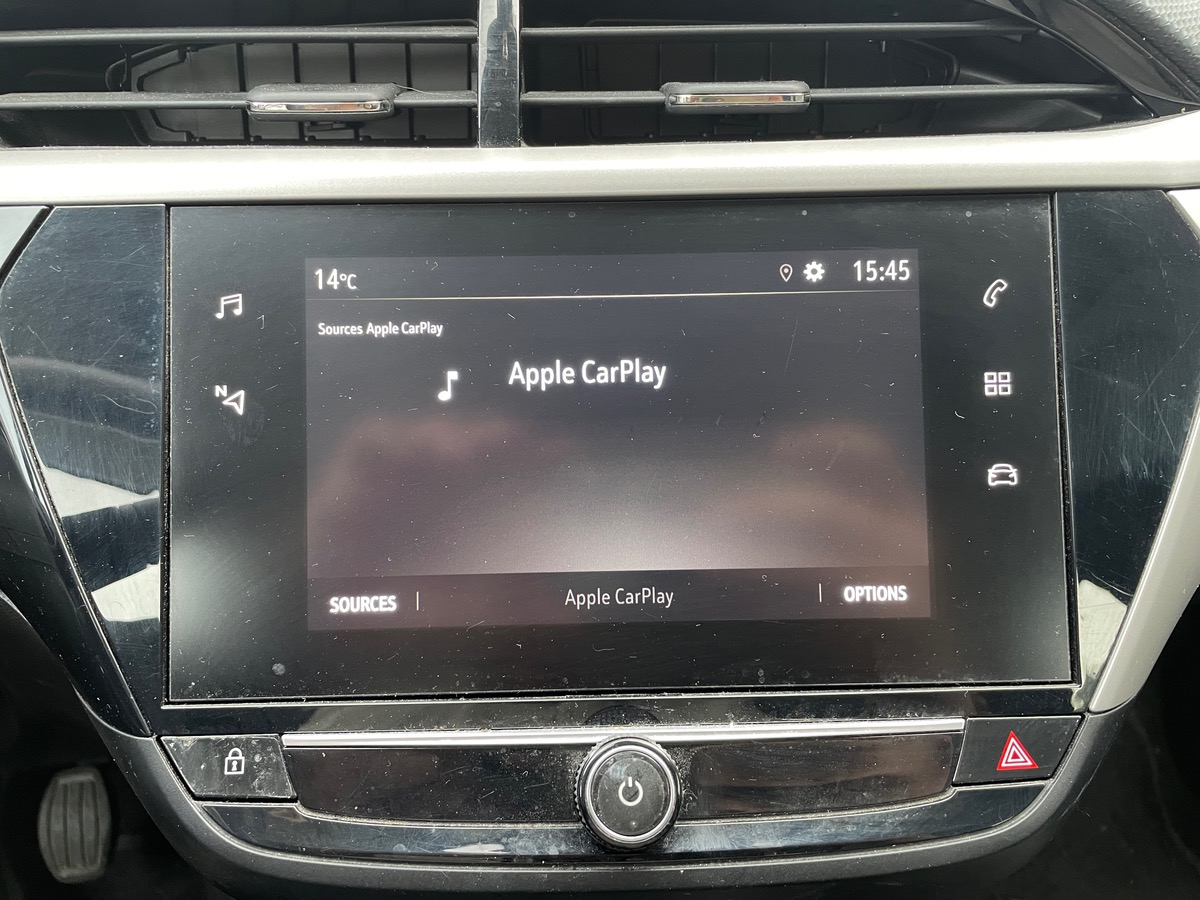 14°C 15:45
Sources Apple CarPlay
Apple CarPlay
SOURCES | Apple CarPlay | OPTIONS
N